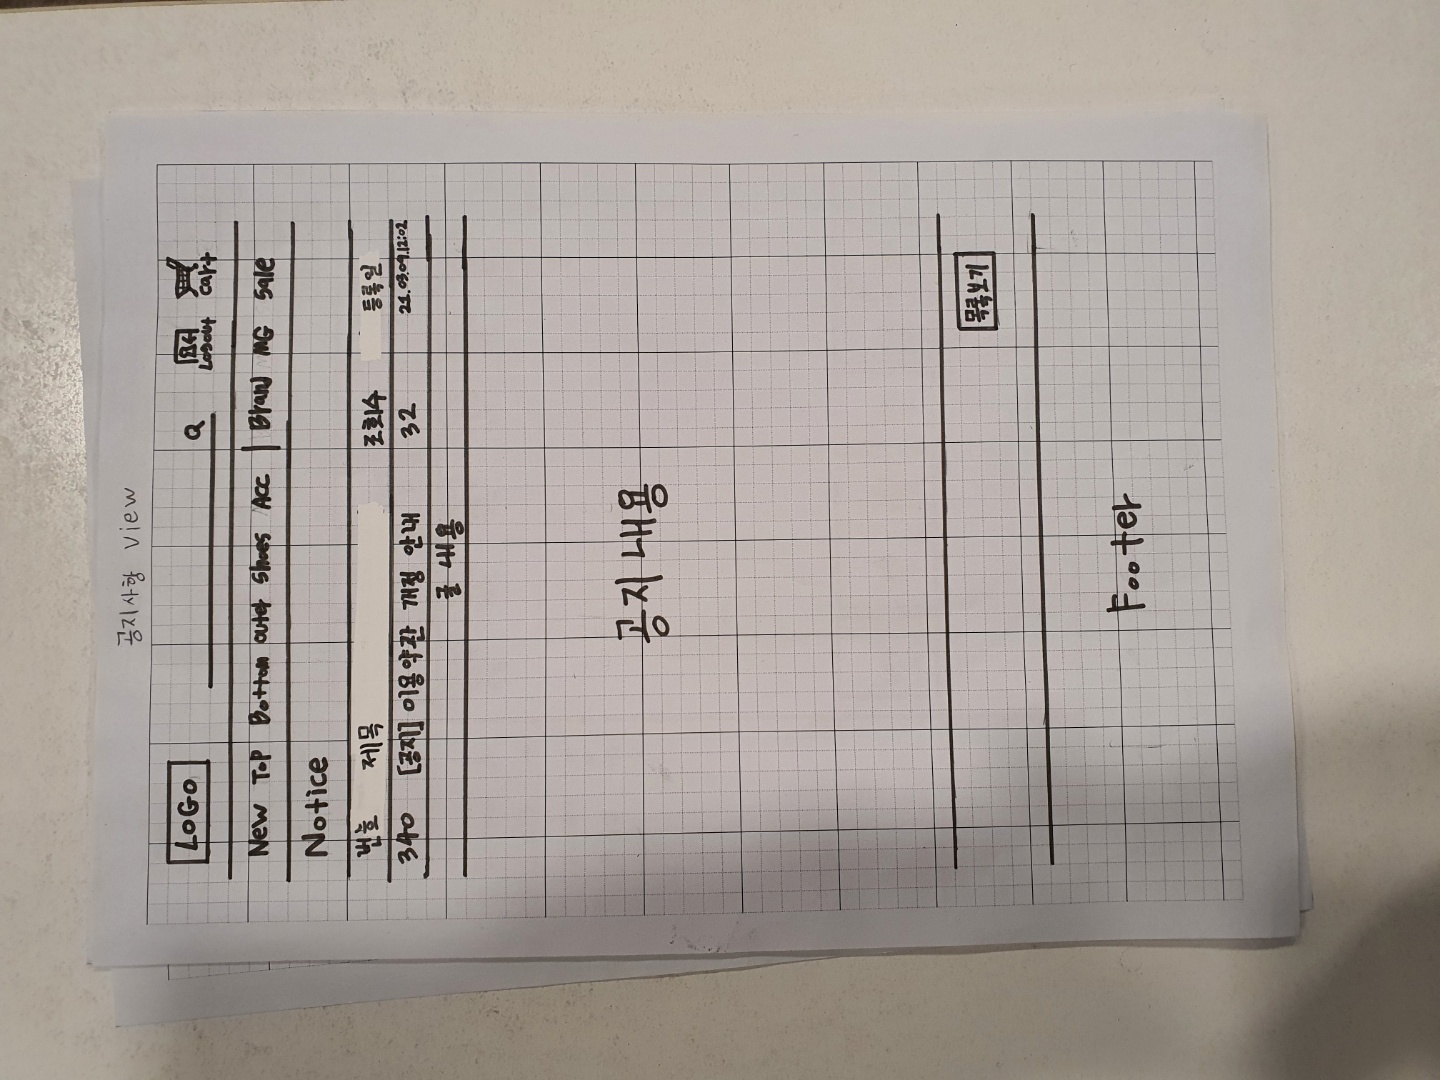 공지사항 view
LOGO Q Logout Cart
New Top Bottom outer Shoes Acc | Brand MG Sale
Notice
번호 제목 조회수 등록일
340 [공지] 이용약관 개정 안내 32 21.03.09.12:02
글 내용
공지 내용
목록보기
Footer